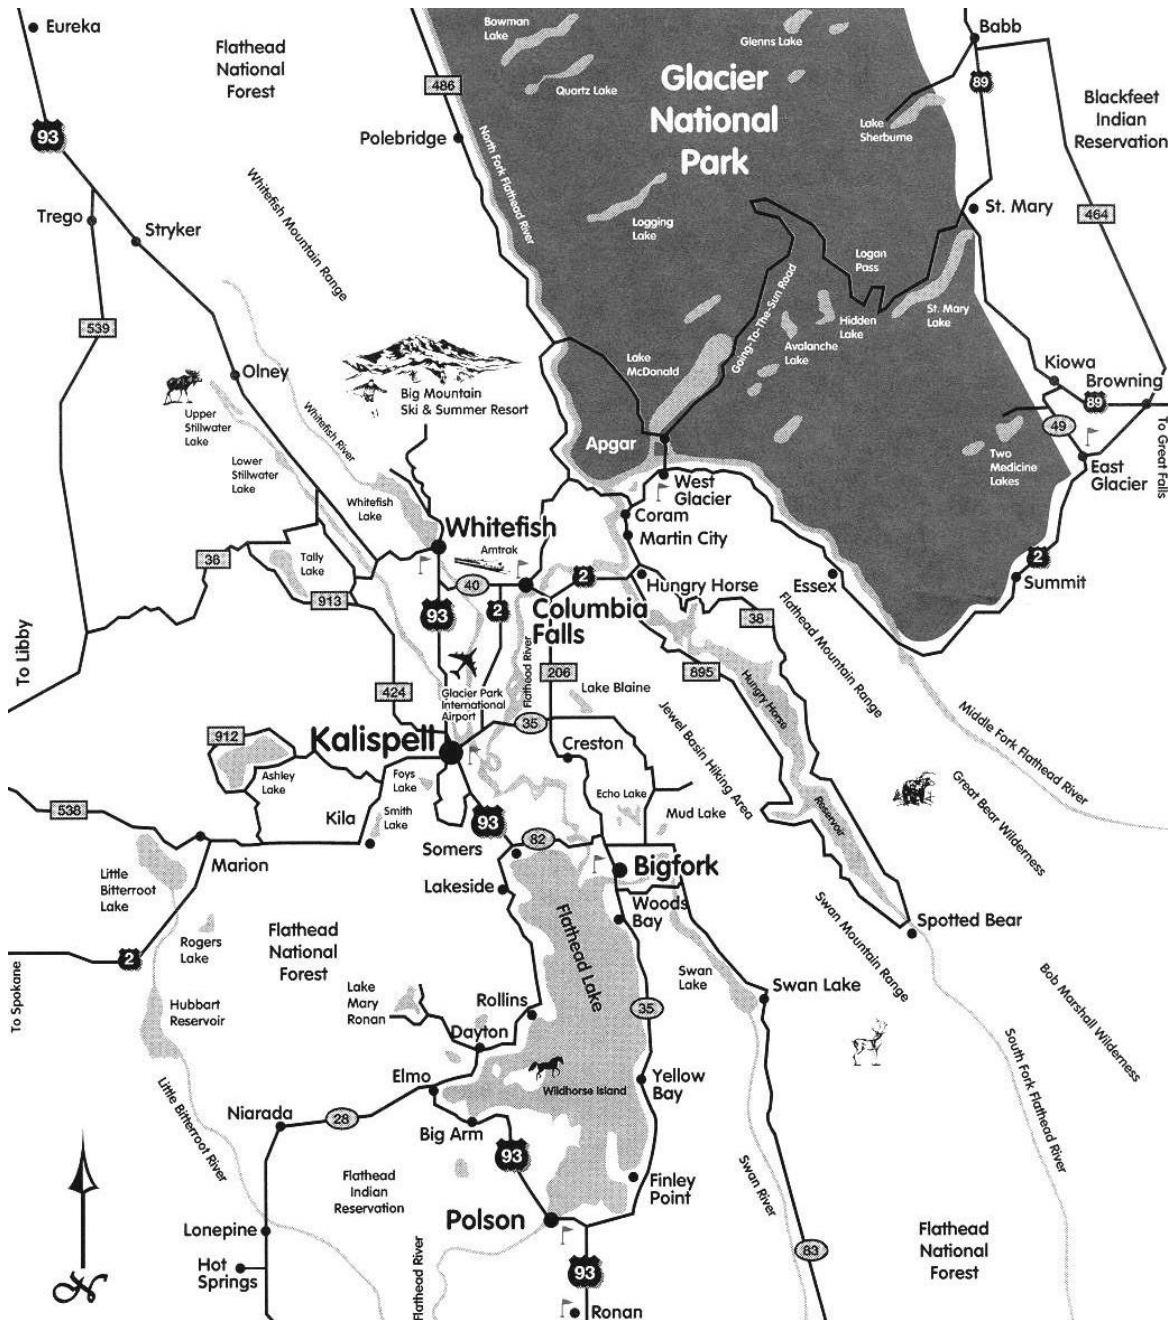 Eureka
Flathead
National
Forest
93
486
Polebridge
Bowman
Lake
Quartz Lake
Glenns Lake
Glacier
National
Park
Babb
89
Lake
Sherburne
Blackfeet
Indian
Reservation
464
Trego
Stryker
Whitefish Mountain Range
North Fork Flathead River
Logging
Lake
St. Mary
Logan
Pass
Going-To-The-Sun Road
Hidden
Lake
Avalanche
Lake
St. Mary
Lake
539
Olney
Big Mountain
Ski & Summer Resort
Lake
McDonald
Kiowa
Browning
89
49
To Great Falls
Upper
Stillwater
Lake
Whitefish River
Lower
Stillwater
Lake
Apgar
Two
Medicine
Lakes
East
Glacier
Whitefish
Lake
West
Glacier
Coram
Martin City
Whitefish
Amtrak
36
Tally
Lake
913
40
2
Hungry Horse
Essex
2
Summit
93
2
Columbia
Falls
38
Flathead Mountain Range
To Libby
424
Glacier Park
International
Airport
Flathead River
206
Lake Blaine
895
Hungry Horse
Reservoir
Jewel Basin Hiking Area
Middle Fork Flathead River
912
Ashley
Lake
Kalispell
35
Creston
Foys
Lake
Smith
Lake
Echo Lake
Mud Lake
Great Bear Wilderness
538
Kila
93
Somers
82
Marion
Bigfork
Little
Bitterroot
Lake
Lakeside
Woods
Bay
Spotted Bear
Swan Mountain Range
Flathead Lake
Flathead
National
Forest
Rogers
Lake
2
To Spokane
Swan
Lake
Swan Lake
Bob Marshall Wilderness
Hubbart
Reservoir
Lake
Mary
Ronan
Rollins
Dayton
35
South Fork Flathead River
Elmo
Wildhorse Island
Yellow
Bay
Niarada
28
Big Arm
Little Bitterroot River
93
Flathead
Indian
Reservation
Finley
Point
Swan River
Polson
Lonepine
Hot
Springs
Flathead River
93
Ronan
83
Flathead
National
Forest
N